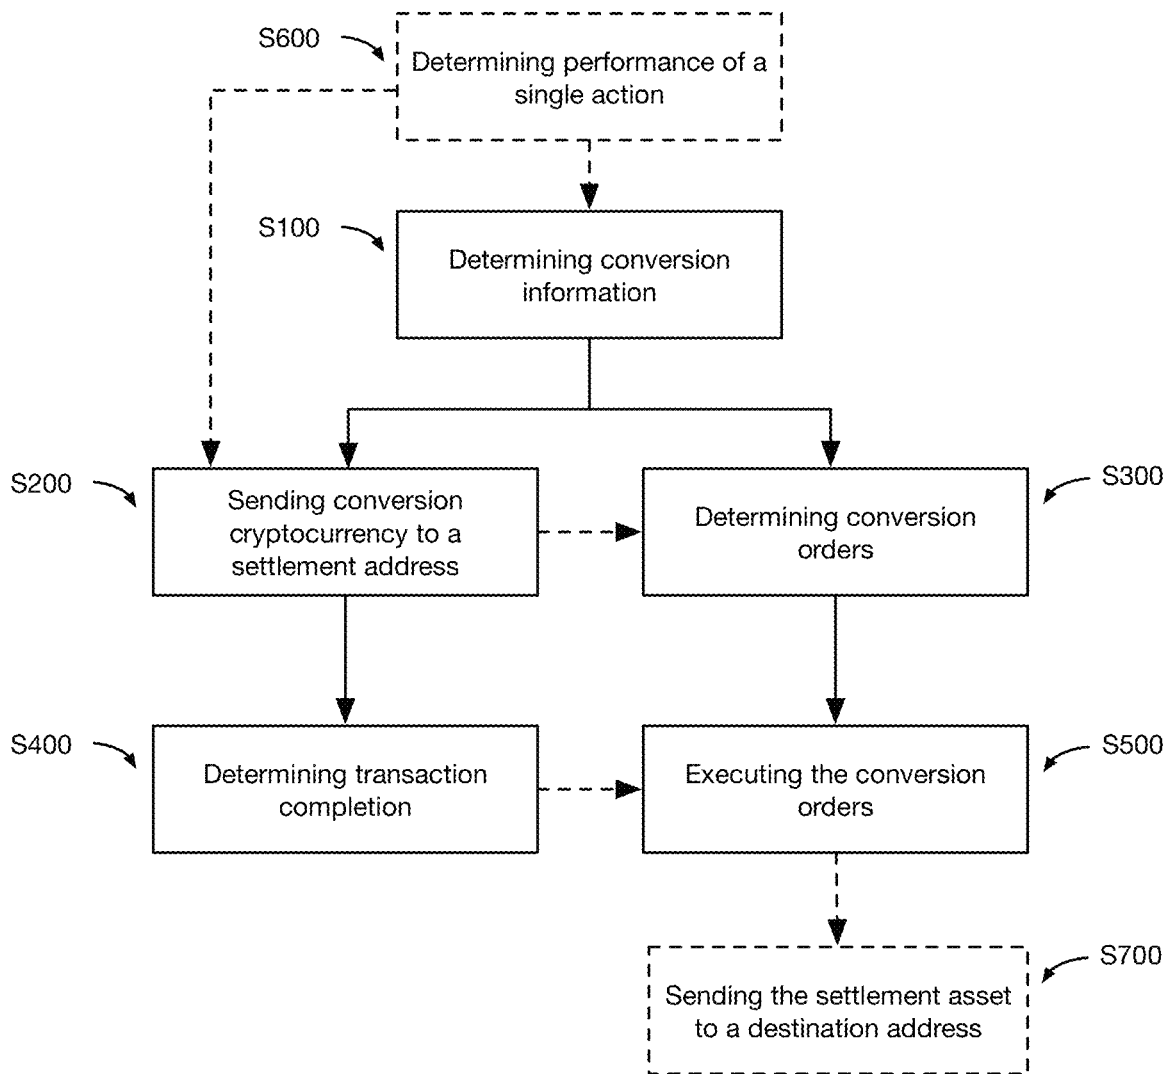 S600
Determining performance of a
single action
S100
Determining conversion
information
S200
Sending conversion
cryptocurrency to a
settlement address
S300
Determining conversion
orders
S400
Determining transaction
completion
S500
Executing the conversion
orders
S700
Sending the settlement asset
to a destination address